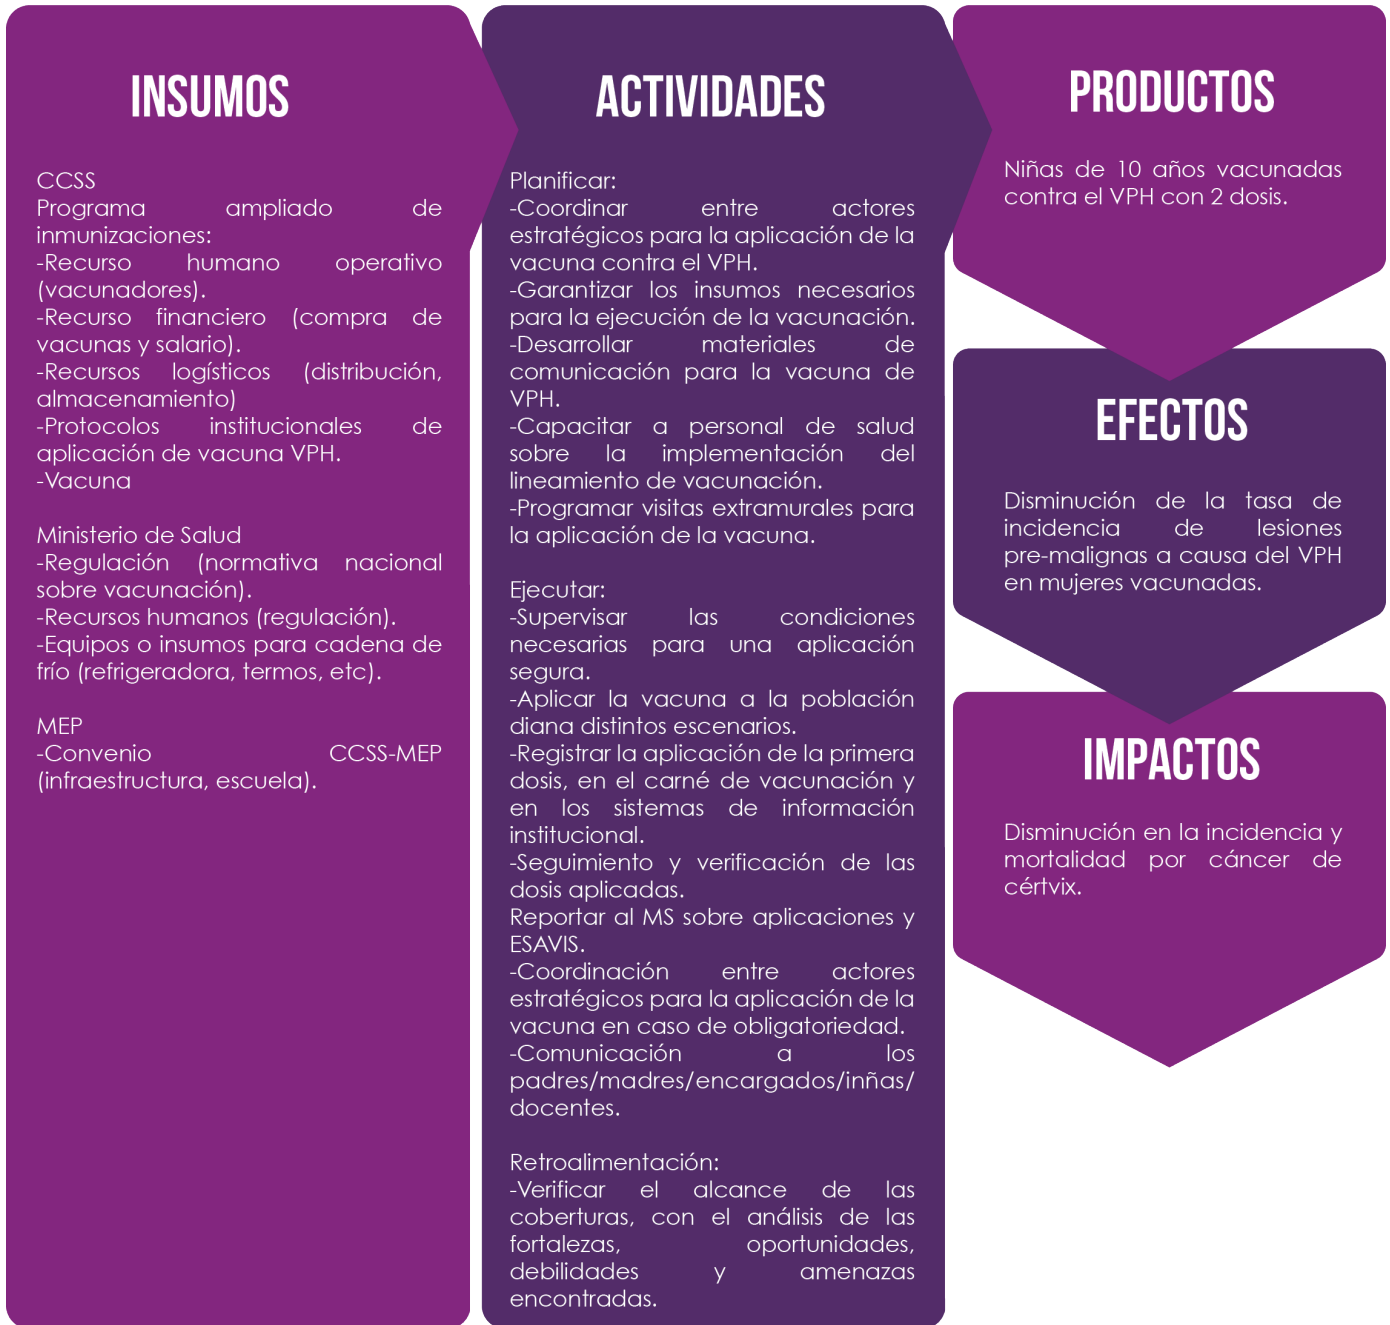 INSUMOS
CCSS
Programa ampliado de
inmunizaciones:
-Recurso humano operativo
(vacunadores).
-Recurso financiero (compra de
vacunas y salario).
-Recursos logísticos (distribución,
almacenamiento)
-Protocolos institucionales de
aplicación de vacuna VPH.
-Vacuna
Ministerio de Salud
-Regulación (normativa nacional
sobre vacunación).
-Recursos humanos (regulación).
-Equipos o insumos para cadena de
frío (refrigeradora, termos, etc).
MEP
-Convenio CCSS-MEP
(infraestructura, escuela).
ACTIVIDADES
Planificar:
-Coordinar entre actores
estratégicos para la aplicación de la
vacuna contra el VPH.
-Garantizar los insumos necesarios
para la ejecución de la vacunación.
-Desarrollar materiales de
comunicación para la vacuna de
VPH.
-Capacitar a personal de salud
sobre la implementación del
lineamiento de vacunación.
-Programar visitas extramurales para
la aplicación de la vacuna.
Ejecutar:
-Supervisar las condiciones
necesarias para una aplicación
segura.
-Aplicar la vacuna a la población
diana distintos escenarios.
-Registrar la aplicación de la primera
dosis, en el carné de vacunación y
en los sistemas de información
institucional.
-Seguimiento y verificación de las
dosis aplicadas.
Reportar al MS sobre aplicaciones y
ESAVIS.
-Coordinación entre actores
estratégicos para la aplicación de la
vacuna en caso de obligatoriedad.
-Comunicación a los
padres/madres/encargados/inñas/
docentes.
Retroalimentación:
-Verificar el alcance de las
coberturas, con el análisis de las
fortalezas, oportunidades,
debilidades y amenazas
encontradas.
PRODUCTOS
Niñas de 10 años vacunadas
contra el VPH con 2 dosis.
EFECTOS
Disminución de la tasa de
incidencia de lesiones
pre-malignas a causa del VPH
en mujeres vacunadas.
IMPACTOS
Disminución en la incidencia y
mortalidad por cáncer de
cértvix.